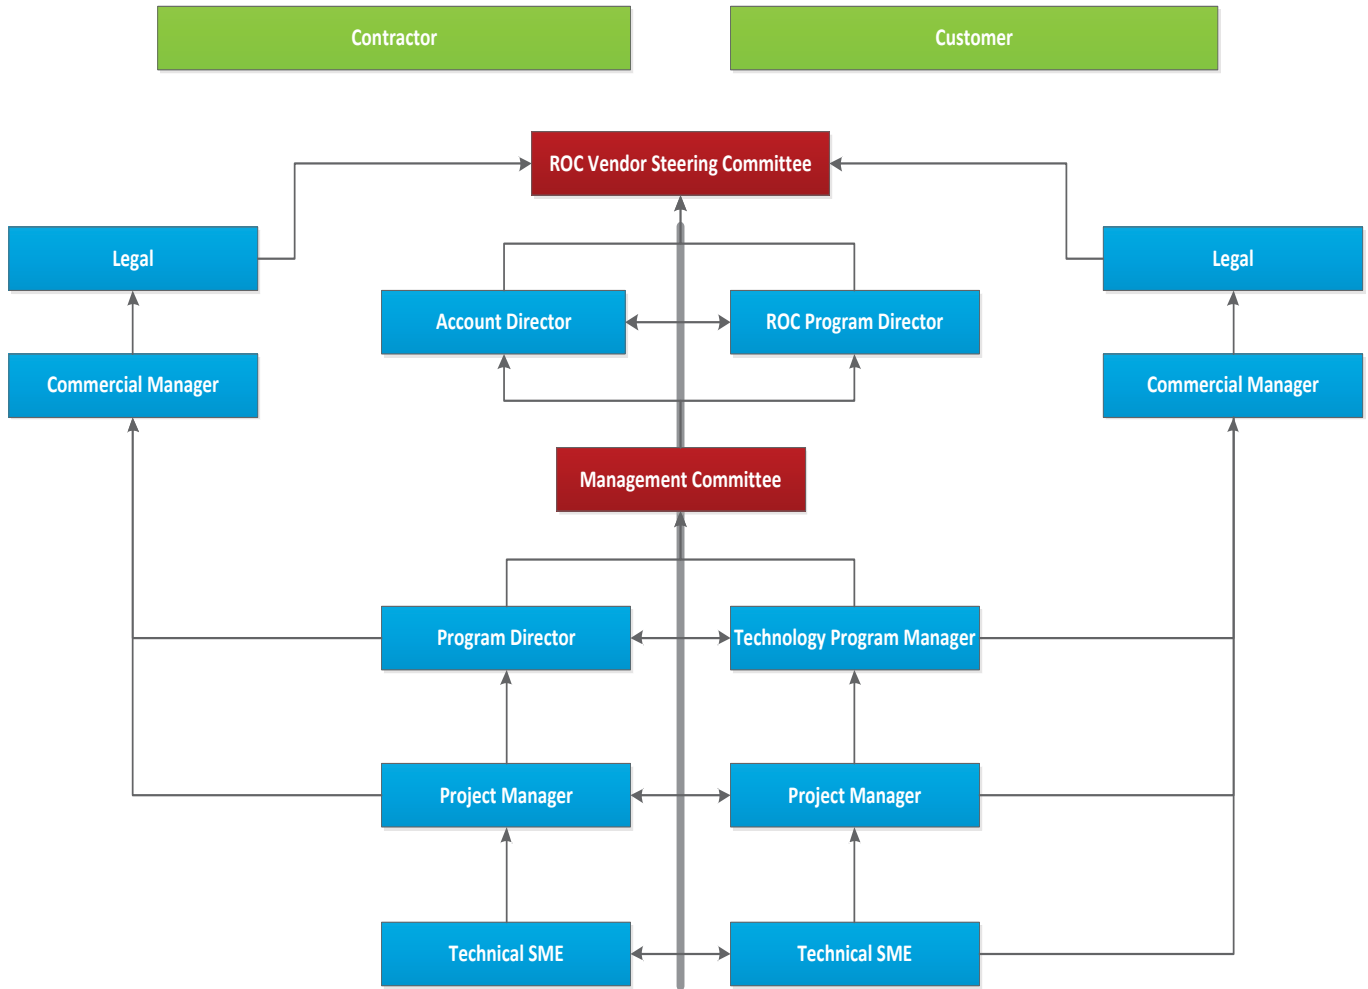 Contractor
Customer
ROC Vendor Steering Committee
Legal
Legal
Account Director
ROC Program Director
Commercial Manager
Commercial Manager
Management Committee
Program Director
Technology Program Manager
Project Manager
Project Manager
Technical SME
Technical SME